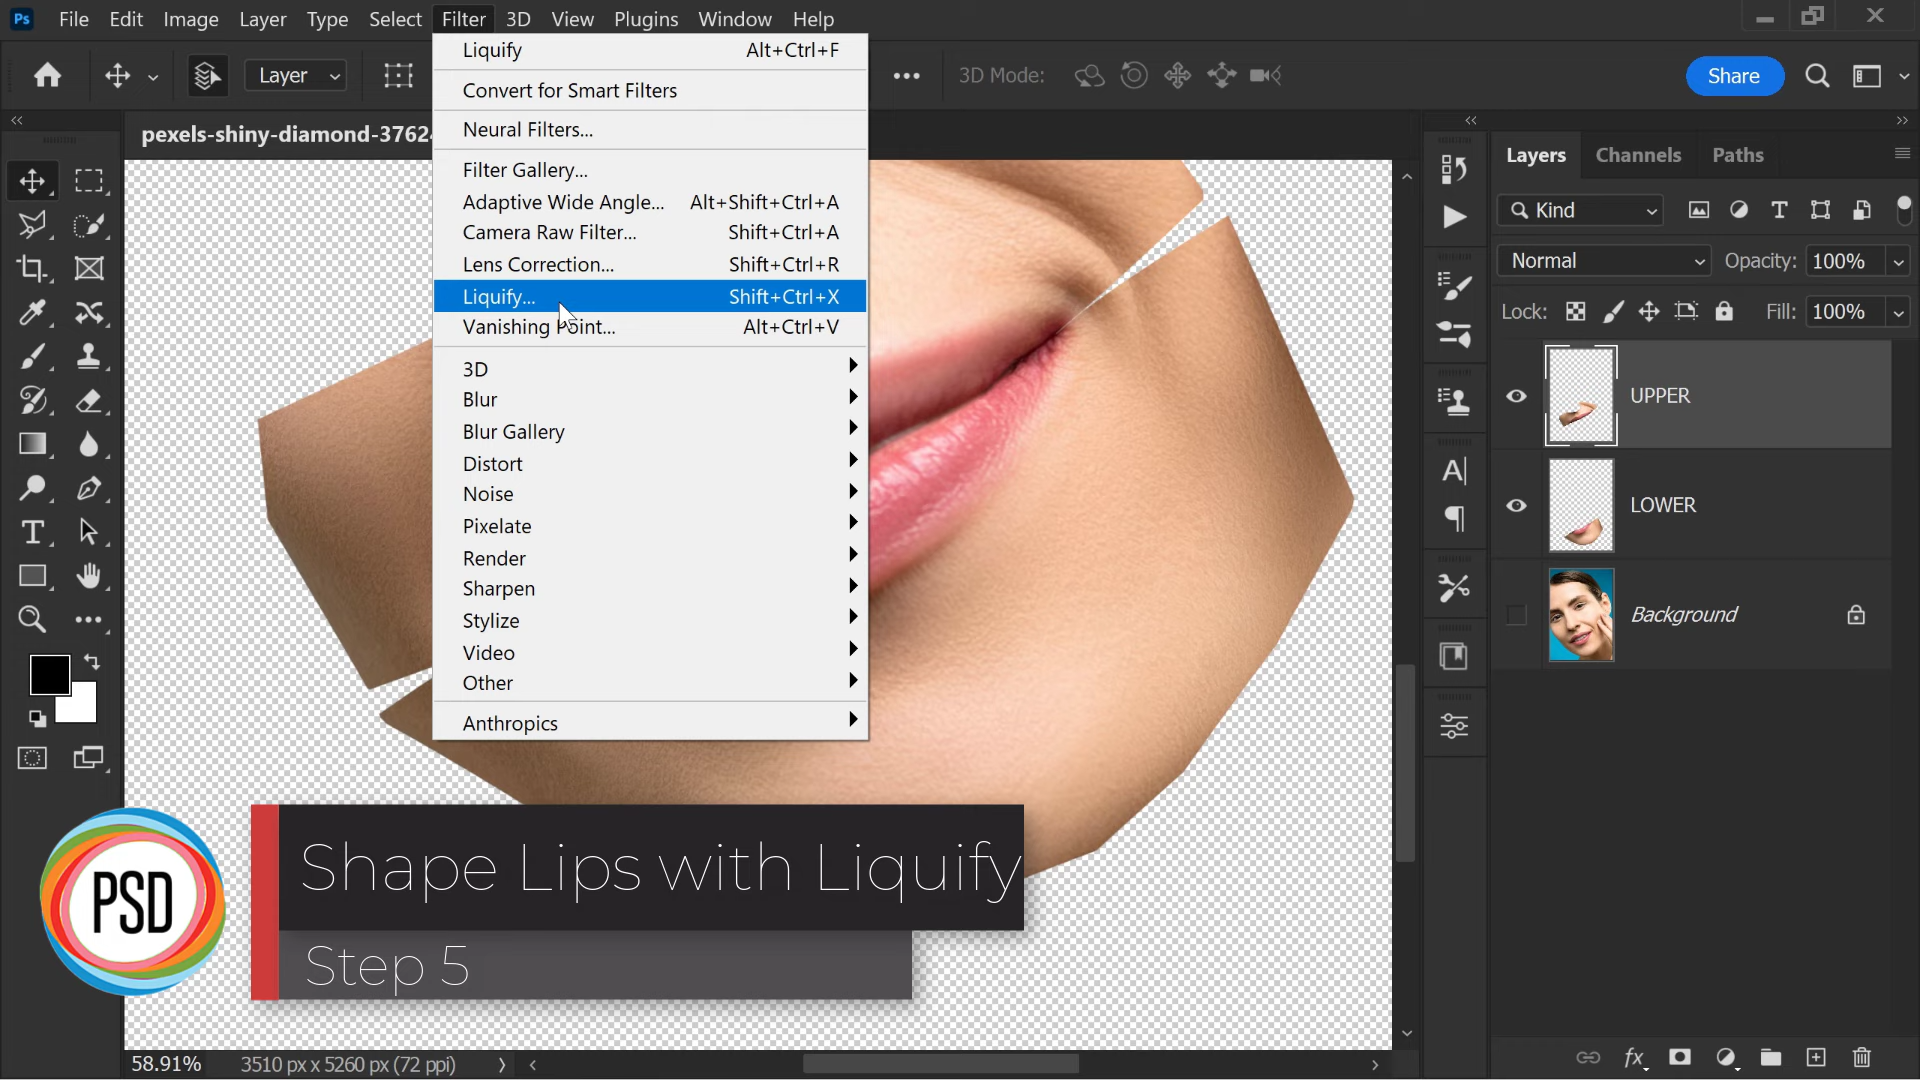 Ps File Edit Image Layer Type Select Filter 3D View Plugins Window Help
Layer
3D Mode:
Share
pexels-shiny-diamond-3762
Liquify Alt+Ctrl+F
Convert for Smart Filters
Neural Filters...
Filter Gallery...
Adaptive Wide Angle... Alt+Shift+Ctrl+A
Camera Raw Filter... Shift+Ctrl+A
Lens Correction... Shift+Ctrl+R
Liquify... Shift+Ctrl+X
Vanishing Point... Alt+Ctrl+V
3D
Blur
Blur Gallery
Distort
Noise
Pixelate
Render
Sharpen
Stylize
Video
Other
Anthropics
Layers Channels Paths
Kind
Normal Opacity: 100%
Lock: Fill: 100%
UPPER
LOWER
Background
PSD
Shape Lips with Liquify
Step 5
58.91% 3510 px x 5260 px (72 ppi)
fx